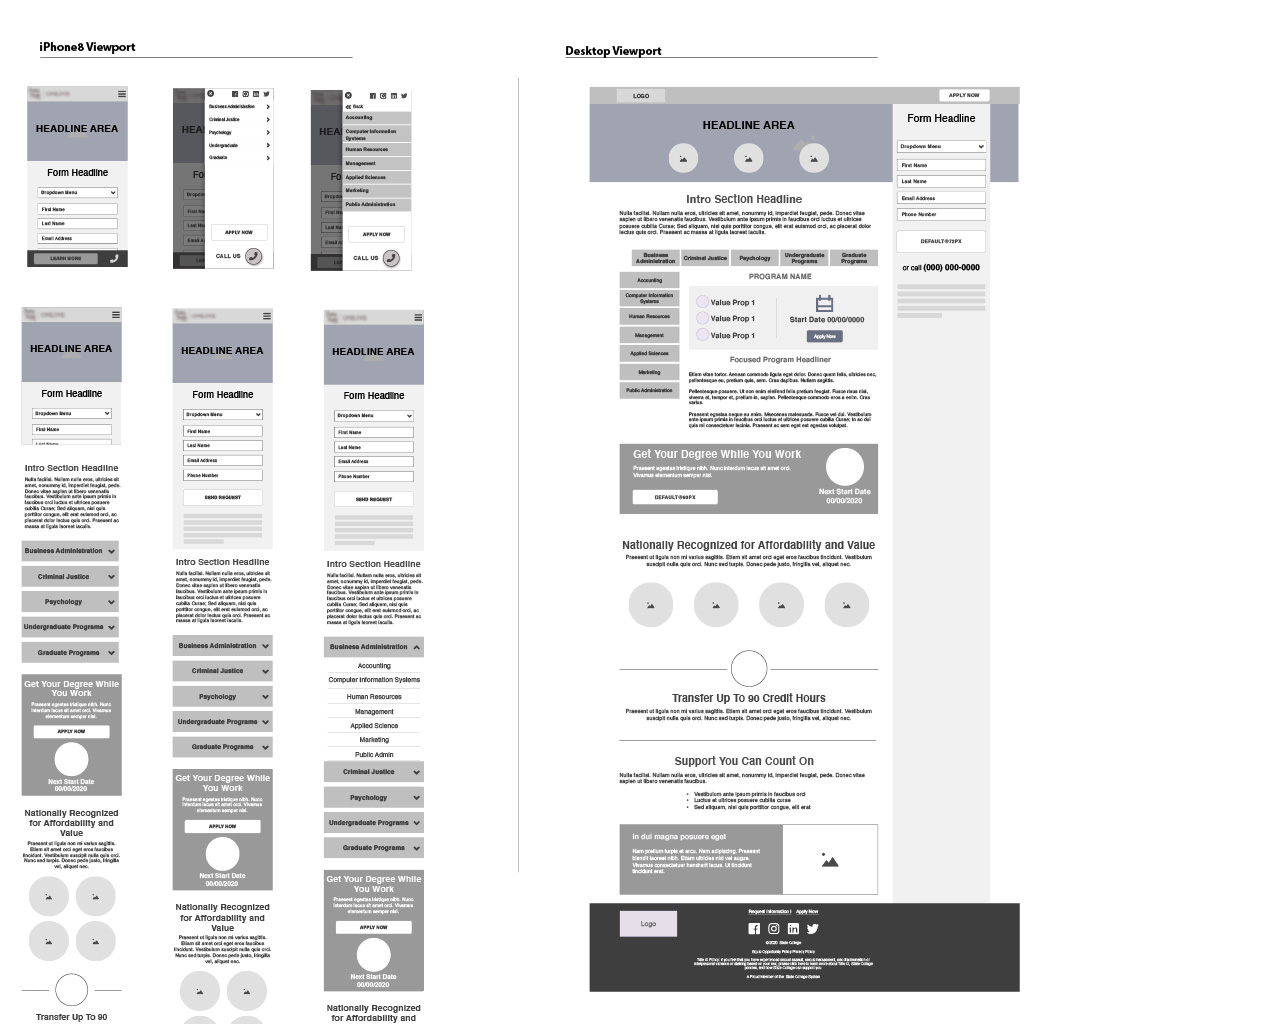 iPhone8 Viewport
HEADLINE AREA
Form Headline
Dropdown Menu
First Name
Last Name
Email Address
LEARN MORE
Business Administration
Criminal Justice
Psychology
Undergraduate
Graduate
APPLY NOW
CALL US
Back
Accounting
Computer Information
Systems
Human Resources
Management
Applied Sciences
Marketing
Public Administration
APPLY NOW
CALL US
HEADLINE AREA
Form Headline
Dropdown Menu
First Name
Intro Section Headline
Nulla facilisi. Nullam nulla eros, ultricies sit
amet, nonummy id, imperdiet feugiat, pede.
Donec vitae sapien ut libero venenatis
faucibus. Vestibulum ante ipsum primis in
faucibus orci luctus et ultrices posuere
cubilia Curae; Sed aliquam, nisl quis
porttitor congue, elit erat euismod orci, ac
placerat dolor lectus quis orci. Praesent ac
massa at ligula laoreet iaculis.
Business Administration
Criminal Justice
Psychology
Undergraduate Programs
Graduate Programs
Get Your Degree While
You Work
Praesent egestas tristique nibh. Nunc
interdum lacus sit amet orci. Vivamus
elementum semper nisi.
APPLY NOW
Next Start Date
00/00/2020
Nationally Recognized
for Affordability and
Value
Praesent ut ligula non mi varius sagittis.
Etiam sit amet orci eget eros faucibus
tincidunt. Vestibulum suscipit nulla quis orci.
Nunc sed turpis. Donec pede justo, fringilla
vel, aliquet nec.
Transfer Up To 90
HEADLINE AREA
Form Headline
Dropdown Menu
First Name
Last Name
Email Address
Phone Number
SEND REQUEST
Intro Section Headline
Nulla facilisi. Nullam nulla eros, ultricies sit
amet, nonummy id, imperdiet feugiat, pede.
Donec vitae sapien ut libero venenatis
faucibus. Vestibulum ante ipsum primis in
faucibus orci luctus et ultrices posuere
cubilia Curae; Sed aliquam, nisl quis
porttitor congue, elit erat euismod orci, ac
placerat dolor lectus quis orci. Praesent ac
massa at ligula laoreet iaculis.
Business Administration
Criminal Justice
Psychology
Undergraduate Programs
Graduate Programs
Get Your Degree While
You Work
Praesent egestas tristique nibh. Nunc
interdum lacus sit amet orci. Vivamus
elementum semper nisi.
APPLY NOW
Next Start Date
00/00/2020
Nationally Recognized
for Affordability and
Value
Praesent ut ligula non mi varius sagittis.
Etiam sit amet orci eget eros faucibus
tincidunt. Vestibulum suscipit nulla quis orci.
Nunc sed turpis. Donec pede justo, fringilla
vel, aliquet nec.
HEADLINE AREA
Form Headline
Dropdown Menu
First Name
Last Name
Email Address
Phone Number
SEND REQUEST
Intro Section Headline
Nulla facilisi. Nullam nulla eros, ultricies sit
amet, nonummy id, imperdiet feugiat, pede.
Donec vitae sapien ut libero venenatis
faucibus. Vestibulum ante ipsum primis in
faucibus orci luctus et ultrices posuere
cubilia Curae; Sed aliquam, nisl quis
porttitor congue, elit erat euismod orci, ac
placerat dolor lectus quis orci. Praesent ac
massa at ligula laoreet iaculis.
Business Administration
Accounting
Computer Information Systems
Human Resources
Management
Applied Science
Marketing
Public Admin
Criminal Justice
Psychology
Undergraduate Programs
Graduate Programs
Get Your Degree While
You Work
Praesent egestas tristique nibh. Nunc
interdum lacus sit amet orci. Vivamus
elementum semper nisi.
APPLY NOW
Next Start Date
00/00/2020
Nationally Recognized
for Affordability and
Desktop Viewport
LOGO
APPLY NOW
HEADLINE AREA
Form Headline
Dropdown Menu
First Name
Last Name
Email Address
Phone Number
DEFAULT-@72PX
or call (000) 000-0000
Intro Section Headline
Nulla facilisi. Nullam nulla eros, ultricies sit amet, nonummy id, imperdiet feugiat, pede. Donec vitae
sapien ut libero venenatis faucibus. Vestibulum ante ipsum primis in faucibus orci luctus et ultrices
posuere cubilia Curae; Sed aliquam, nisl quis porttitor congue, elit erat euismod orci, ac placerat dolor
lectus quis orci. Praesent ac massa at ligula.
Business
Administration
Criminal Justice
Psychology
Undergraduate
Programs
Graduate
Programs
Accounting
Computer Information
Systems
Human Resources
Management
Applied Sciences
Marketing
Public Administration
PROGRAM NAME
Value Prop 1
Value Prop 1
Value Prop 1
Start Date 00/00/0000
Apply Now
Focused Program Headliner
Etiam vitae tortor. Aenean commodo ligula eget dolor. Donec quam felis, ultricies nec,
pellentesque eu, pretium quis, sem. Cras dapibus. Nullam sagittis.
Pellentesque posuere. Ut non enim eleifend felis pretium feugiat. Fusce risus nisl,
viverra et, tempor et, pretium in, sapien. Pellentesque commodo eros a enim. Cras
varius.
Praesent egestas neque eu enim. Maecenas malesuada. Fusce vel dui. Vestibulum
ante ipsum primis in faucibus orci luctus et ultrices posuere cubilia Curae; In ac dui
quis mi consectetuer lacinia. Praesent ac sem eget est egestas volutpat.
Get Your Degree While You Work
Praesent egestas tristique nibh. Nunc interdum lacus sit amet orci.
Vivamus elementum semper nisi.
DEFAULT-@60PX
Next Start Date
00/00/2020
Nationally Recognized for Affordability and Value
Praesent ut ligula non mi varius sagittis. Etiam sit amet orci eget eros faucibus tincidunt. Vestibulum
suscipit nulla quis orci. Nunc sed turpis. Donec pede justo, fringilla vel, aliquet nec.
Transfer Up To 90 Credit Hours
Praesent ut ligula non mi varius sagittis. Etiam sit amet orci eget eros faucibus tincidunt. Vestibulum
suscipit nulla quis orci. Nunc sed turpis. Donec pede justo, fringilla vel, aliquet nec.
Support You Can Count On
Nulla facilisi. Nullam nulla eros, ultricies sit amet, nonummy id, imperdiet feugiat, pede. Donec vitae
sapien ut libero venenatis faucibus.
• Vestibulum ante ipsum primis in faucibus orci
• Luctus et ultrices posuere cubilia curae
• Sed aliquam, nisl quis porttitor congue, elit erat
In dui magna posuere eget
Nam pretium turpis et arcu. Nam adipiscing. Praesent
blandit laoreet nibh. Etiam ultricies nisl vel augue.
Vivamus consectetuer hendrerit lacus. Ut tincidunt
tincidunt erat.
Logo
Request Information | Apply Now
©2020 State College
Equal Opportunity Policy Privacy Policy
A Proud Member of the State College System